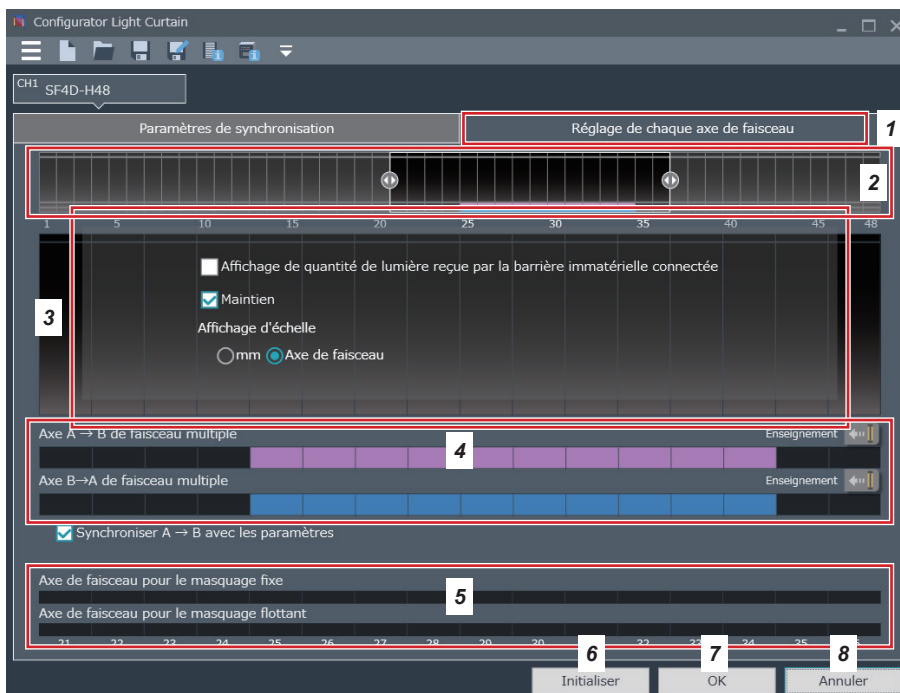 Configurator Light Curtain
CH1 SF4D-H48
Paramètres de synchronisation Réglage de chaque axe de faisceau 1
2
1 5 10 15 20 25 30 35 40 45 48
Affichage de quantité de lumière reçue par la barrière immatérielle connectée
Maintien
3
Affichage d'échelle
mm Axe de faisceau
Axe A → B de faisceau multiple Enseignement
4
Axe B→A de faisceau multiple Enseignement
Synchroniser A → B avec les paramètres
Axe de faisceau pour le masquage fixe
5
Axe de faisceau pour le masquage flottant
21 22 23 24 25 26 27 28 29 30 32 33 34 35
6 7 8
Initialiser OK Annuler